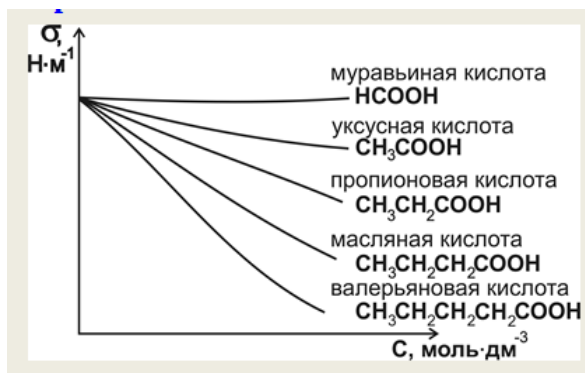 σ,
Н·м⁻¹
муравьиная кислота
HCOOH
уксусная кислота
CH₃COOH
пропионовая кислота
CH₃CH₂COOH
масляная кислота
CH₃CH₂CH₂COOH
валерьяновая кислота
CH₃CH₂CH₂CH₂COOH
С, моль·дм⁻³